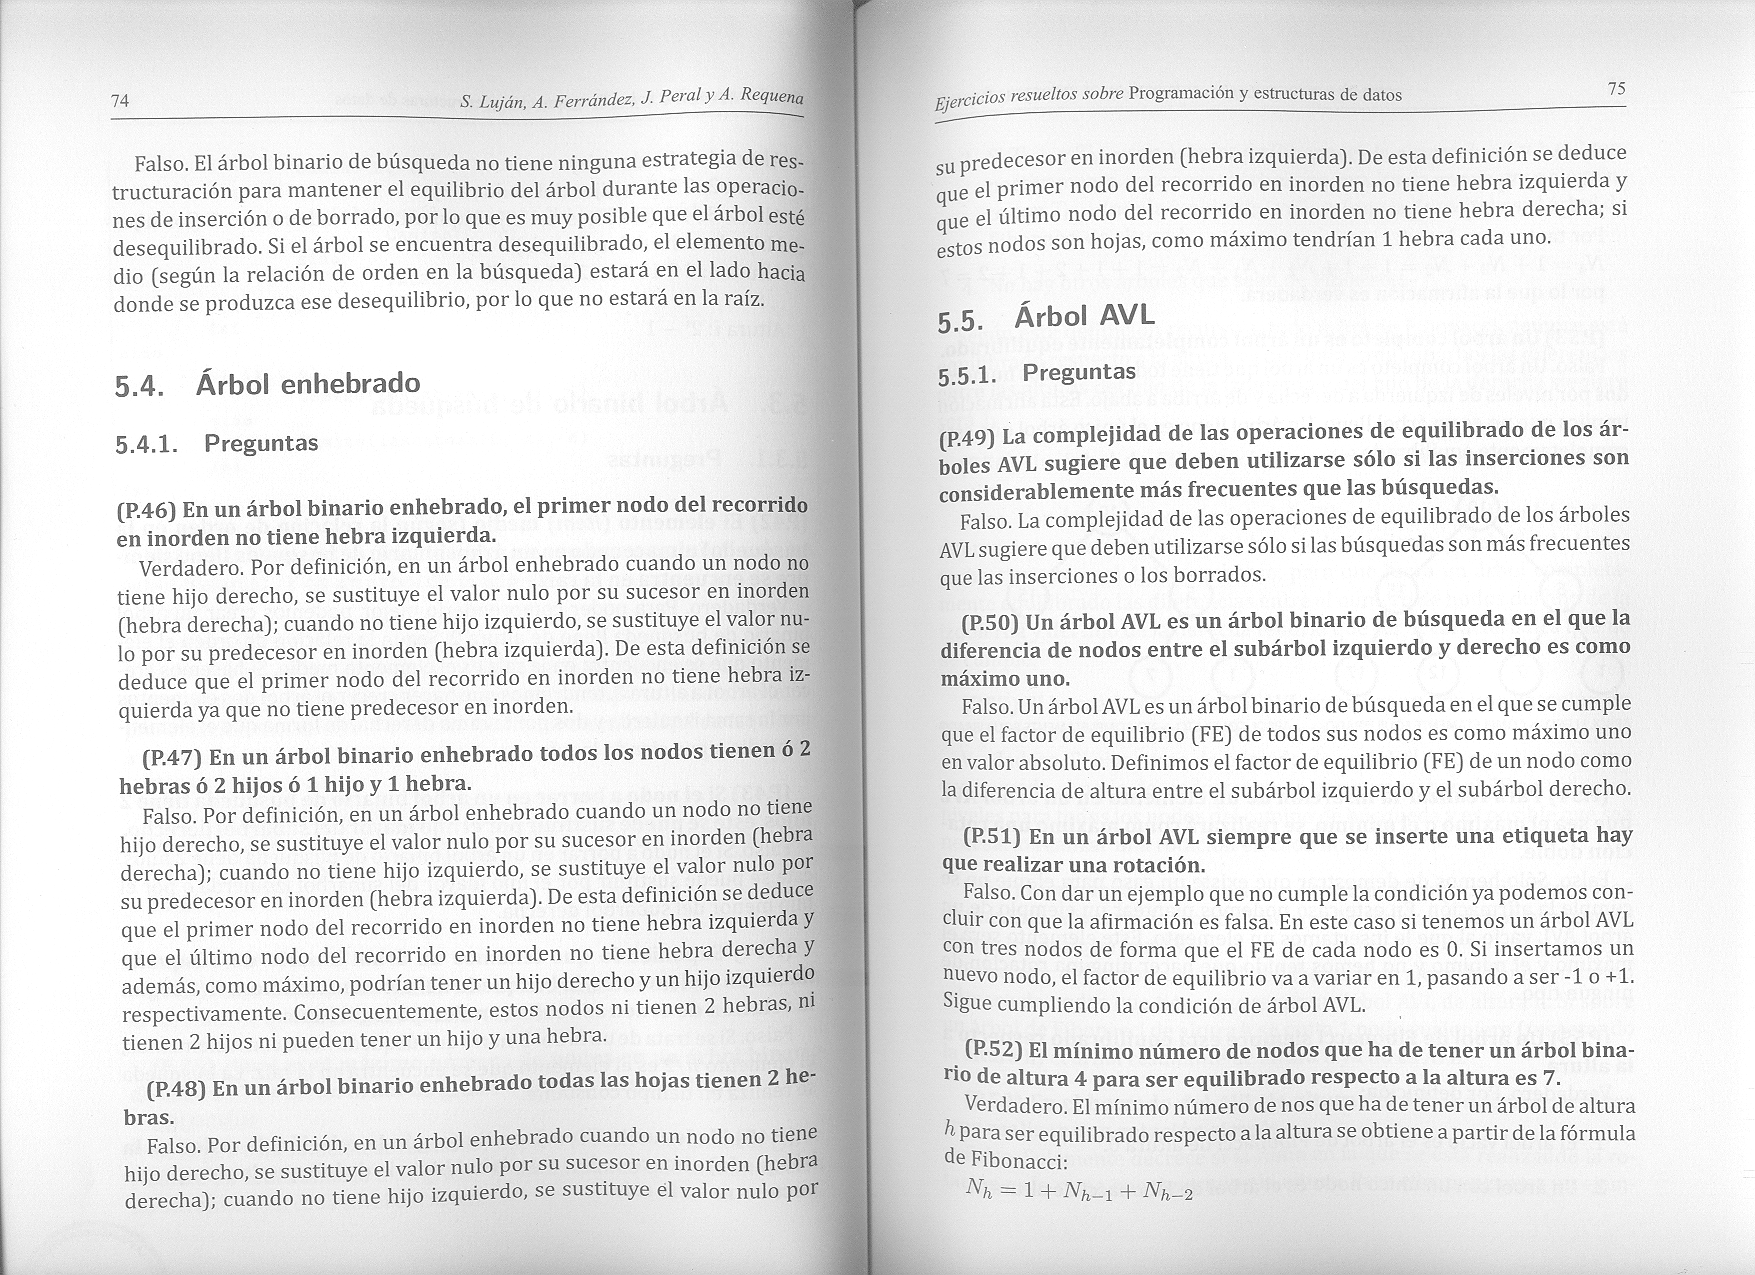 74
S. Luján, A. Ferrández, J. Peral y A. Requena
Falso. El árbol binario de búsqueda no tiene ninguna estrategia de res-
tructuración para mantener el equilibrio del árbol durante las operacio-
nes de inserción o de borrado, por lo que es muy posible que el árbol esté
desequilibrado. Si el árbol se encuentra desequilibrado, el elemento me-
dio (según la relación de orden en la búsqueda) estará en el lado hacia
donde se produzca ese desequilibrio, por lo que no estará en la raíz.
5.4. Árbol enhebrado
5.4.1. Preguntas
(P.46) En un árbol binario enhebrado, el primer nodo del recorrido
en inorden no tiene hebra izquierda.
Verdadero. Por definición, en un árbol enhebrado cuando un nodo no
tiene hijo derecho, se sustituye el valor nulo por su sucesor en inorden
(hebra derecha); cuando no tiene hijo izquierdo, se sustituye el valor nu-
lo por su predecesor en inorden (hebra izquierda). De esta definición se
deduce que el primer nodo del recorrido en inorden no tiene hebra iz-
quierda ya que no tiene predecesor en inorden.
(P.47) En un árbol binario enhebrado todos los nodos tienen ó 2
hebras ó 2 hijos ó 1 hijo y 1 hebra.
Falso. Por definición, en un árbol enhebrado cuando un nodo no tiene
hijo derecho, se sustituye el valor nulo por su sucesor en inorden (hebra
derecha); cuando no tiene hijo izquierdo, se sustituye el valor nulo por
su predecesor en inorden (hebra izquierda). De esta definición se deduce
que el primer nodo del recorrido en inorden no tiene hebra izquierda y
que el último nodo del recorrido en inorden no tiene hebra derecha y
además, como máximo, podrían tener un hijo derecho y un hijo izquierdo
respectivamente. Consecuentemente, estos nodos ni tienen 2 hebras, ni
tienen 2 hijos ni pueden tener un hijo y una hebra.
(P.48) En un árbol binario enhebrado todas las hojas tienen 2 he-
bras.
Falso. Por definición, en un árbol enhebrado cuando un nodo no tiene
hijo derecho, se sustituye el valor nulo por su sucesor en inorden (hebra
derecha); cuando no tiene hijo izquierdo, se sustituye el valor nulo por
Ejercicios resueltos sobre Programación y estructuras de datos
75
su predecesor en inorden (hebra izquierda). De esta definición se deduce
que el primer nodo del recorrido en inorden no tiene hebra izquierda y
que el último nodo del recorrido en inorden no tiene hebra derecha; si
estos nodos son hojas, como máximo tendrían 1 hebra cada uno.
5.5. Árbol AVL
5.5.1. Preguntas
(P.49) La complejidad de las operaciones de equilibrado de los ár-
boles AVL sugiere que deben utilizarse sólo si las inserciones son
considerablemente más frecuentes que las búsquedas.
Falso. La complejidad de las operaciones de equilibrado de los árboles
AVL sugiere que deben utilizarse sólo si las búsquedas son más frecuentes
que las inserciones o los borrados.
(P.50) Un árbol AVL es un árbol binario de búsqueda en el que la
diferencia de nodos entre el subárbol izquierdo y derecho es como
máximo uno.
Falso. Un árbol AVL es un árbol binario de búsqueda en el que se cumple
que el factor de equilibrio (FE) de todos sus nodos es como máximo uno
en valor absoluto. Definimos el factor de equilibrio (FE) de un nodo como
la diferencia de altura entre el subárbol izquierdo y el subárbol derecho.
(P.51) En un árbol AVL siempre que se inserte una etiqueta hay
que realizar una rotación.
Falso. Con dar un ejemplo que no cumple la condición ya podemos con-
cluir con que la afirmación es falsa. En este caso si tenemos un árbol AVL
con tres nodos de forma que el FE de cada nodo es 0. Si insertamos un
nuevo nodo, el factor de equilibrio va a variar en 1, pasando a ser -1 o +1.
Sigue cumpliendo la condición de árbol AVL.
(P.52) El mínimo número de nodos que ha de tener un árbol bina-
rio de altura 4 para ser equilibrado respecto a la altura es 7.
Verdadero. El mínimo número de nos que ha de tener un árbol de altura
h para ser equilibrado respecto a la altura se obtiene a partir de la fórmula
de Fibonacci:
N_h = 1 + N_{h−1} + N_{h−2}